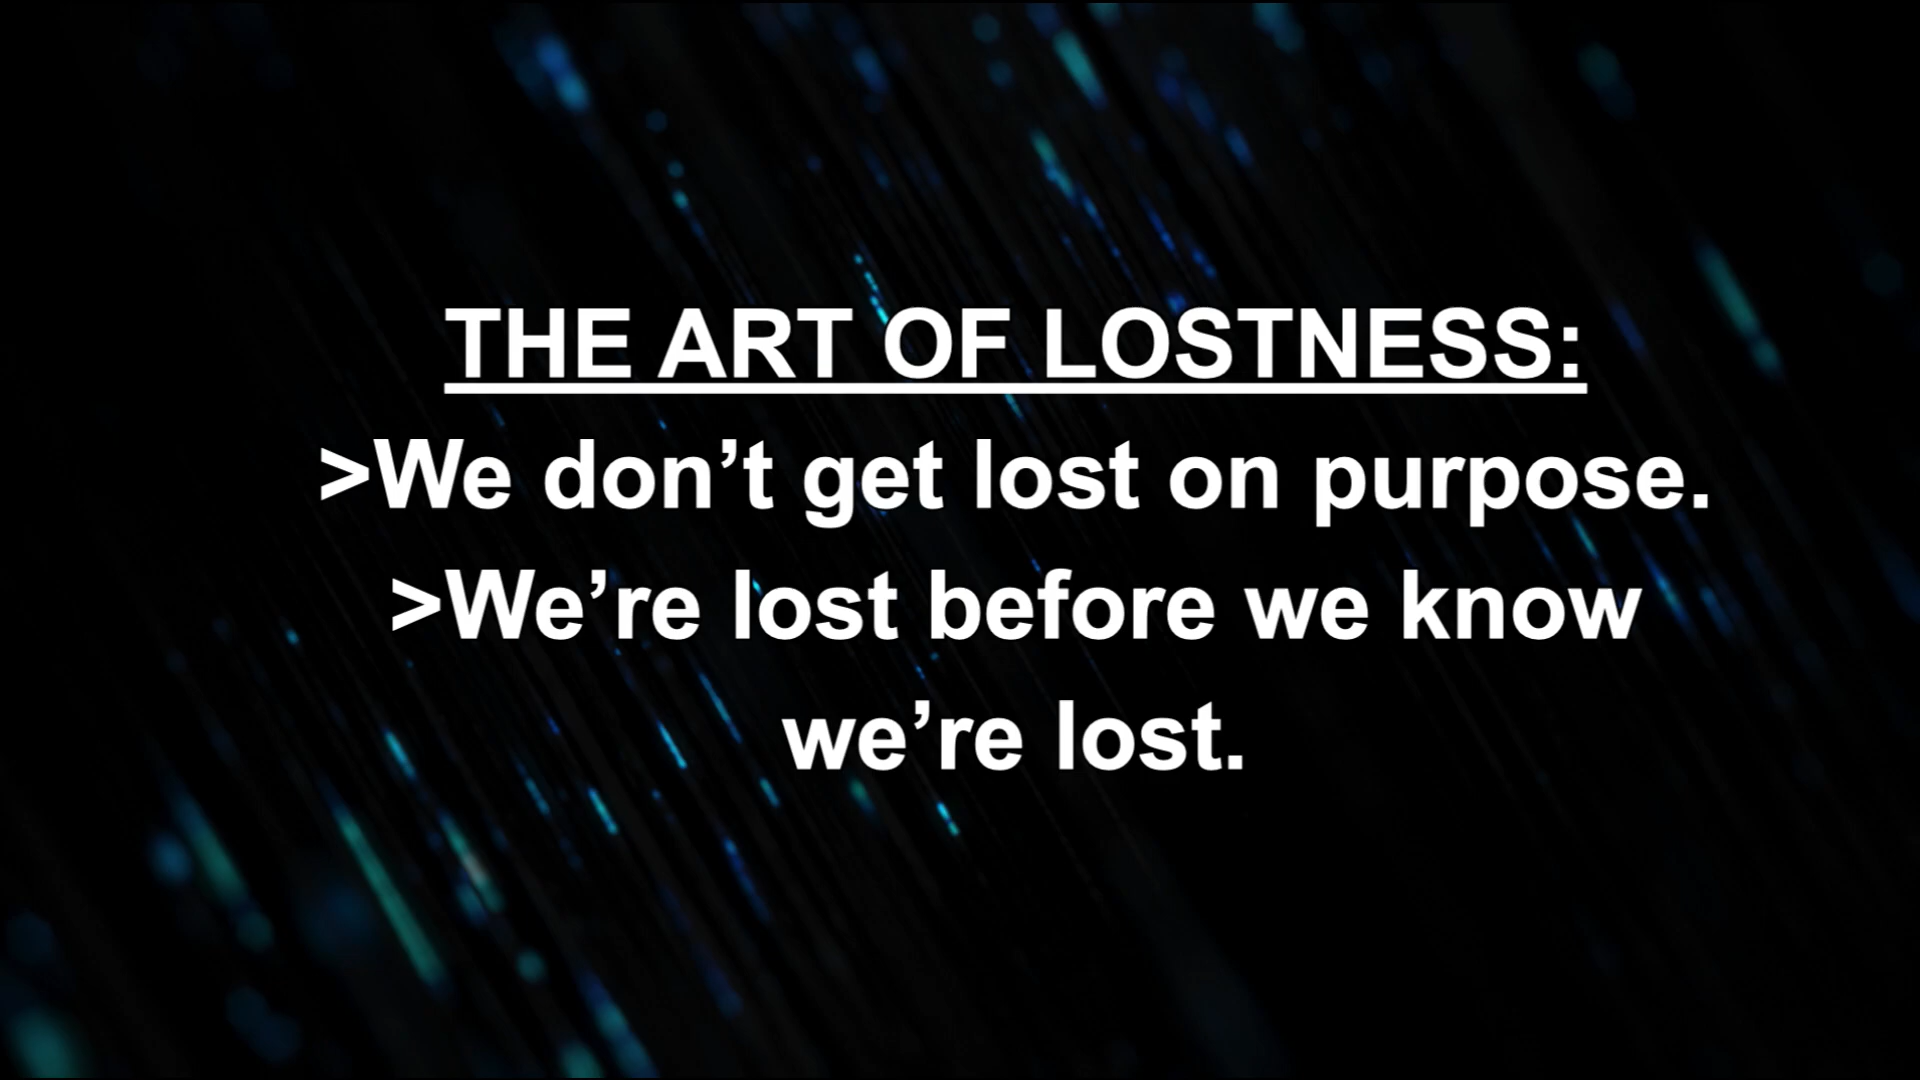 THE ART OF LOSTNESS:
>We don’t get lost on purpose.
>We’re lost before we know
we’re lost.